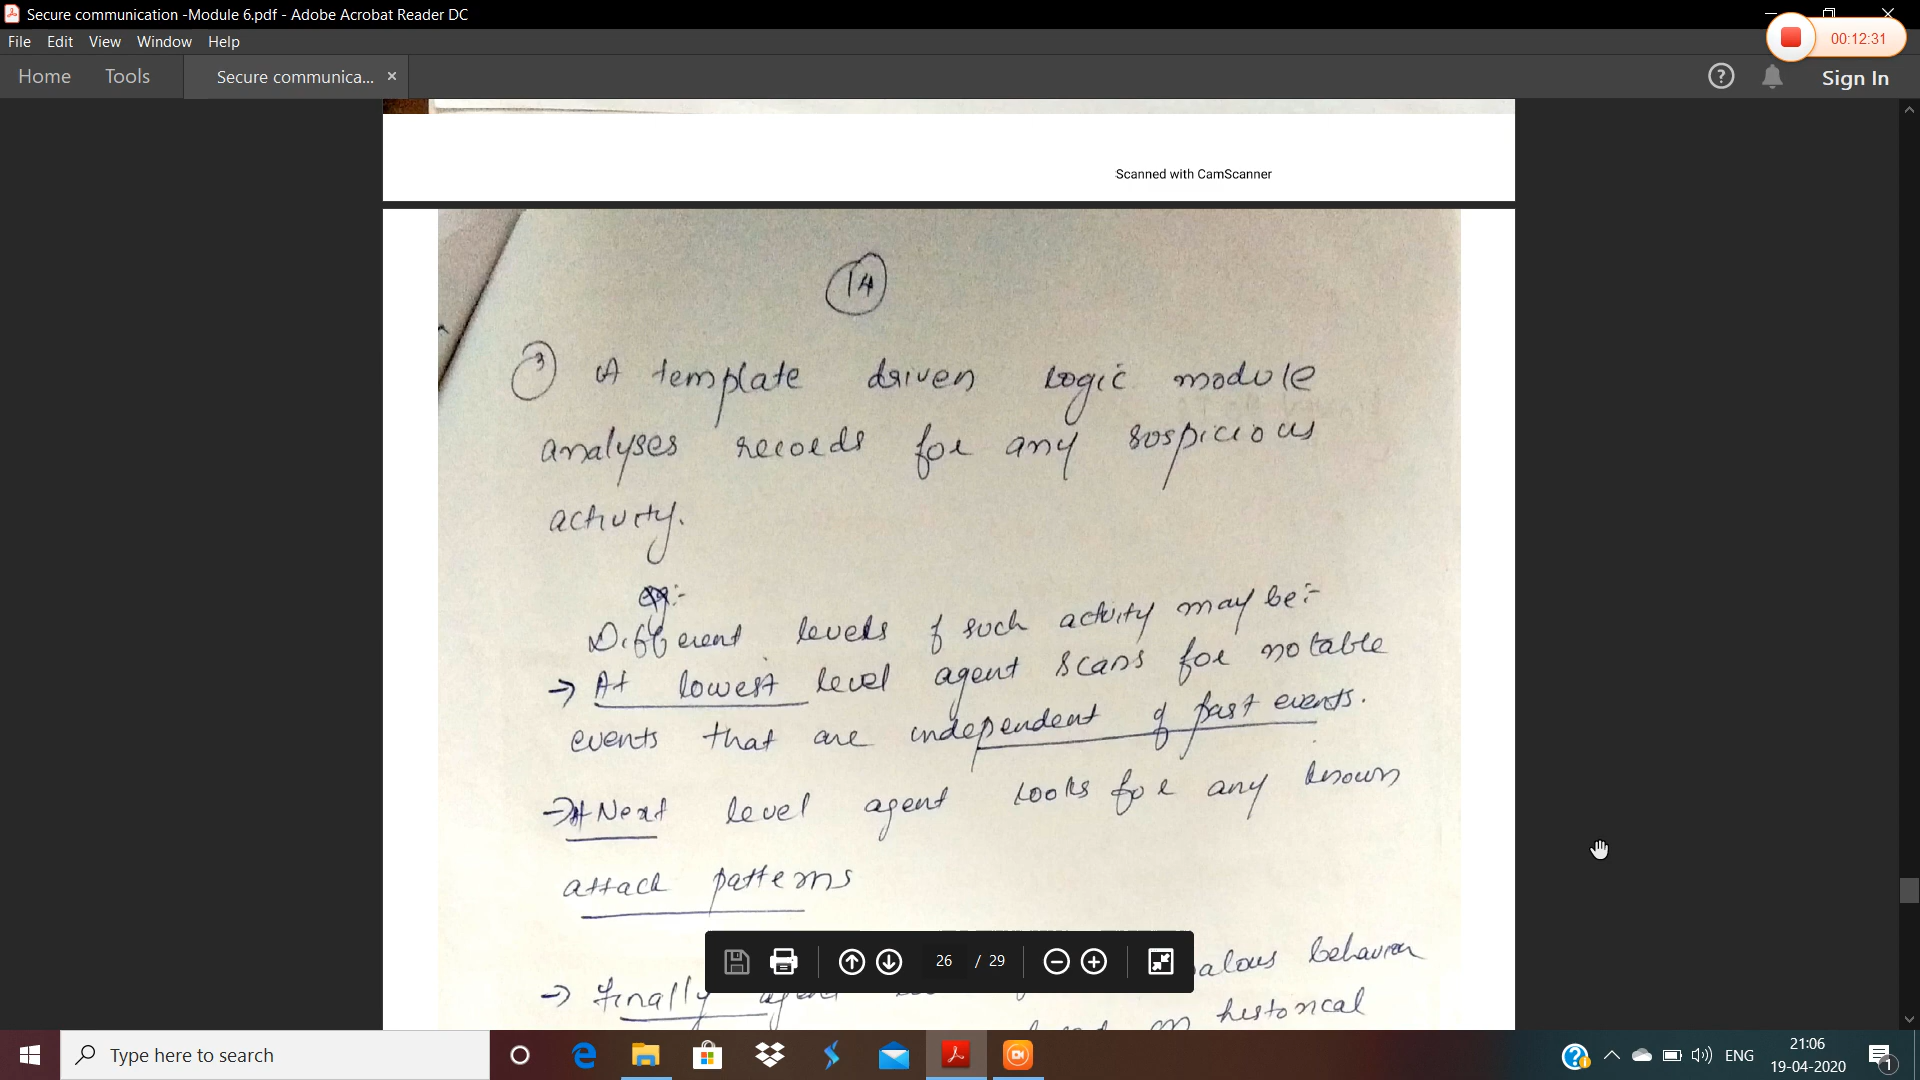 Secure communication -Module 6.pdf - Adobe Acrobat Reader DC
00:12:31
File Edit View Window Help
Home Tools Secure communica... ×
Sign In
Scanned with CamScanner
14
3 A template driven logic module
analyses records for any suspicious
activity.
eg:-
Different levels of such activity may be:-
→ At lowest level agent scans for notable
events that are independent of past events.
→ At Next level agent looks for any known
attack patterns
→ Finally agent alous behavior
on historical
26 / 29
Type here to search
ENG
21:06
19-04-2020
1